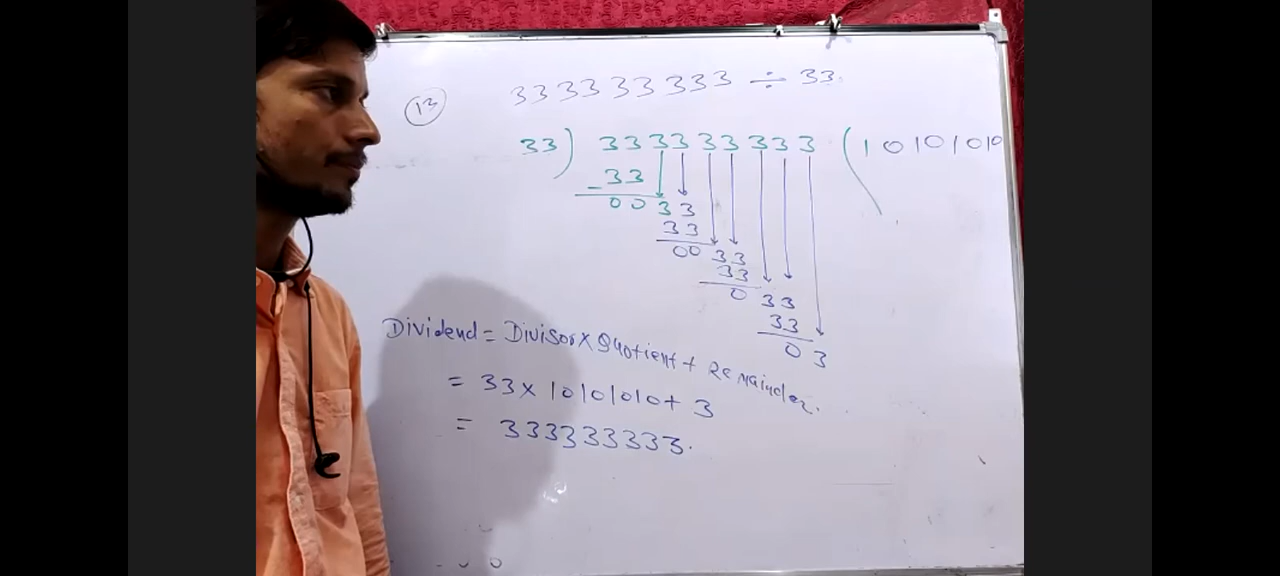 13
333333333 ÷ 33.
33) 333333333 (10101010
- 33
0033
33
0033
33
033
33
03
Dividend = Divisor x Quotient + Remainder.
= 33 x 10101010 + 3
= 333333333.